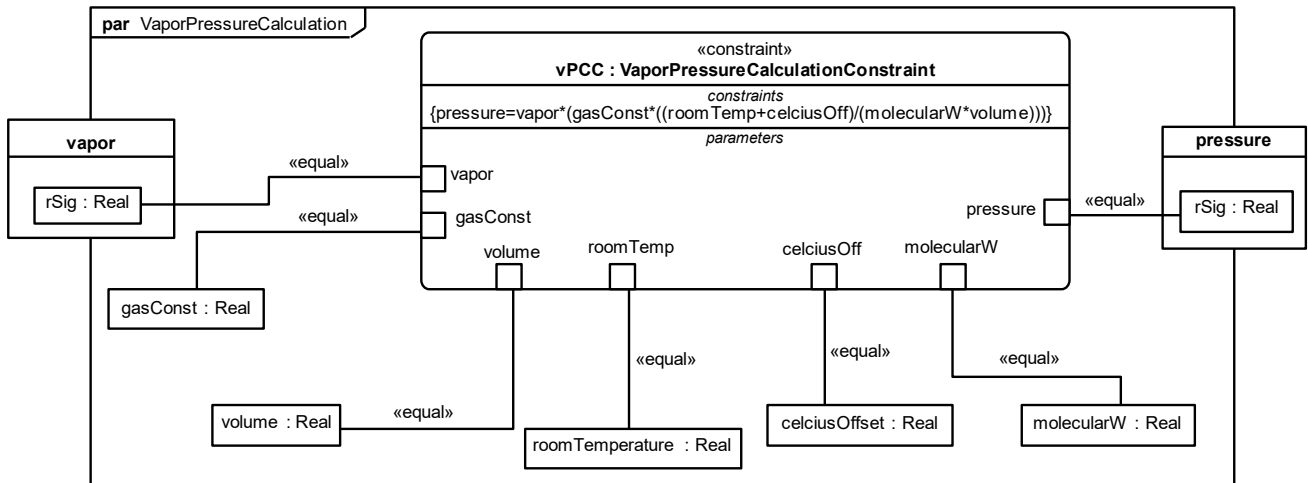 par VaporPressureCalculation
«constraint»
vPCC : VaporPressureCalculationConstraint
constraints
{pressure=vapor*(gasConst*((roomTemp+celciusOff)/(molecularW*volume)))}
parameters
vapor
rSig : Real
«equal»
vapor
«equal»
gasConst
gasConst : Real
volume
roomTemp
celciusOff
molecularW
pressure
«equal»
pressure
rSig : Real
«equal»
«equal»
«equal»
«equal»
volume : Real
roomTemperature : Real
celciusOffset : Real
molecularW : Real